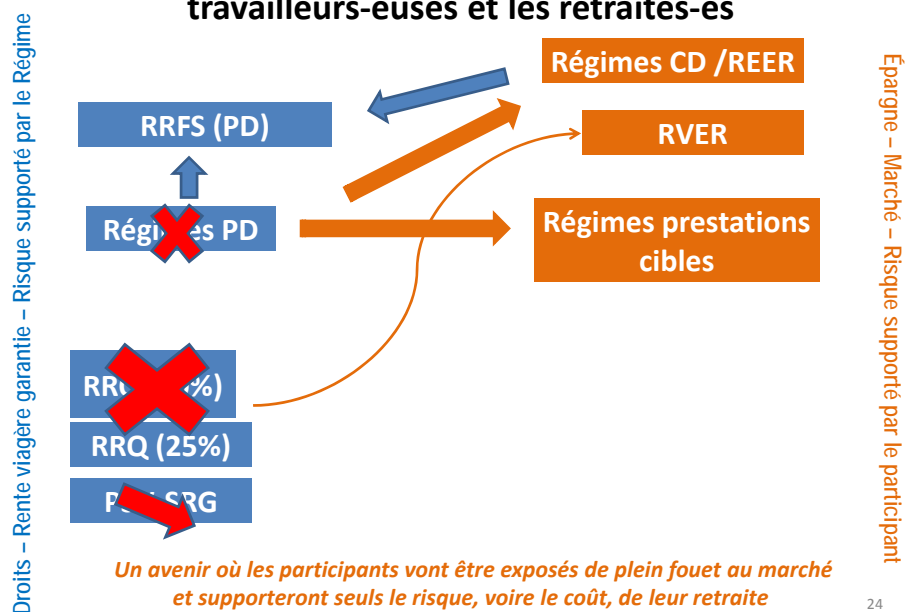 travailleurs-euses et les retraités-es
Droits – Rente viagère garantie – Risque supporté par le Régime
Régimes CD /REER
RRFS (PD)
RVER
Régimes PD
Régimes prestations
cibles
RRQ
RRQ (25%)
SRG
Épargne – Marché – Risque supporté par le participant
Un avenir où les participants vont être exposés de plein fouet au marché
et supporteront seuls le risque, voire le coût, de leur retraite
24